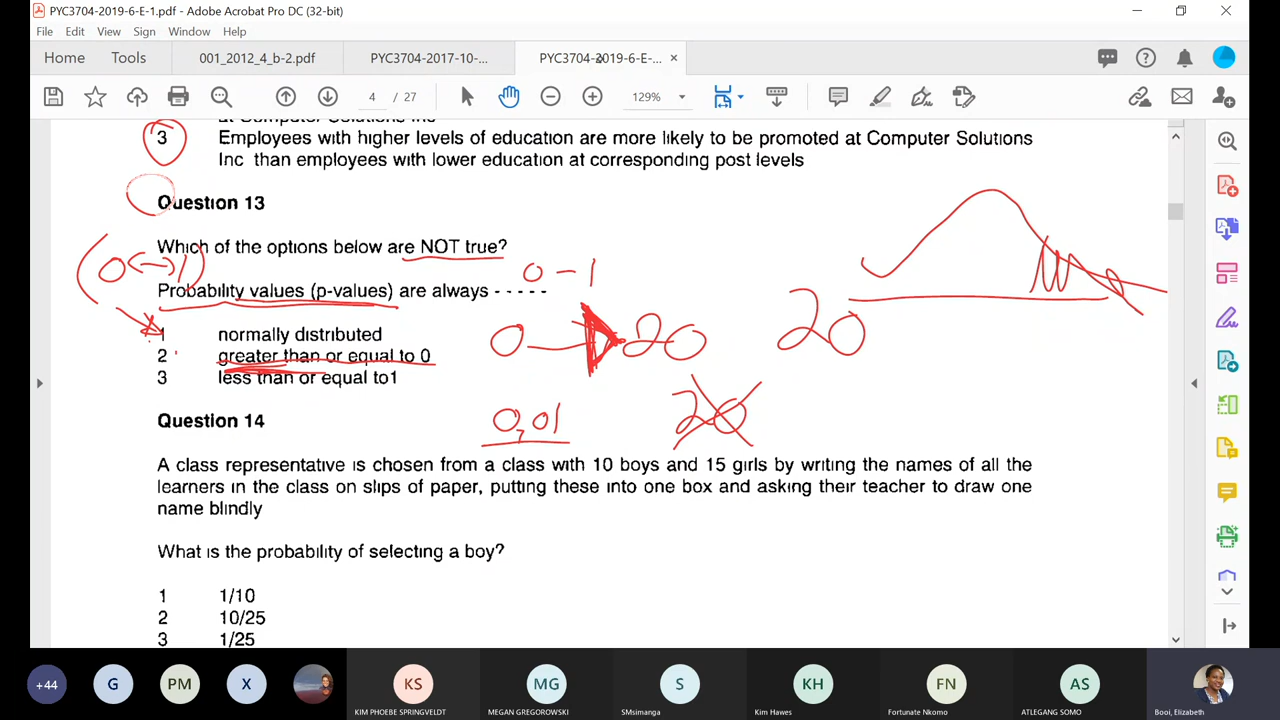 PYC3704-2019-6-E-1.pdf - Adobe Acrobat Pro DC (32-bit)
File Edit View Sign Window Help
Home Tools 001_2012_4_b-2.pdf PYC3704-2017-10-... PYC3704-2019-6-E-... ×
4 / 27 129%
at Computer Solutions Inc
3 Employees with higher levels of education are more likely to be promoted at Computer Solutions
Inc than employees with lower education at corresponding post levels
Question 13
Which of the options below are NOT true?
0 1
0 - 1
Probability values (p-values) are always - - - - -
1 normally distributed
0 20
20
2 greater than or equal to 0
3 less than or equal to1
0,01
20
Question 14
A class representative is chosen from a class with 10 boys and 15 girls by writing the names of all the
learners in the class on slips of paper, putting these into one box and asking their teacher to draw one
name blindly
What is the probability of selecting a boy?
1 1/10
2 10/25
3 1/25
+44 G PM X KS MG S KH FN AS
KIM PHOEBE SPRINGVELDT MEGAN GREGOROWSKI SMsimanga Kim Hawes Fortunate Nkomo ATLEGANG SOMO Booi, Elizabeth